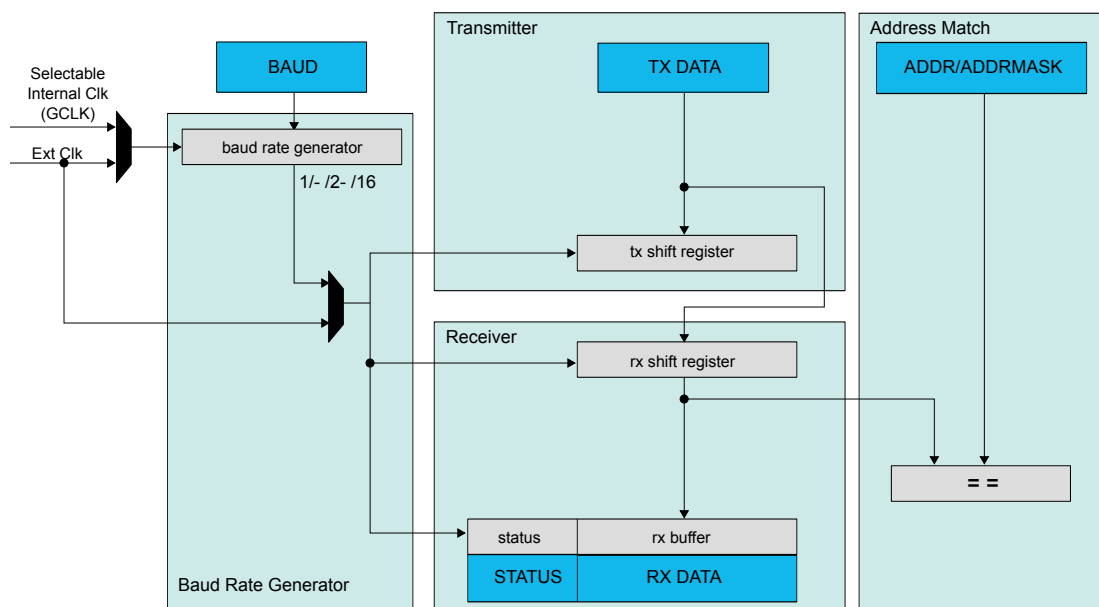 Transmitter
Address Match
BAUD
TX DATA
ADDR/ADDRMASK
Selectable
Internal Clk
(GCLK)
Ext Clk
baud rate generator
1/- /2- /16
tx shift register
Receiver
rx shift register
= =
status
rx buffer
STATUS
RX DATA
Baud Rate Generator